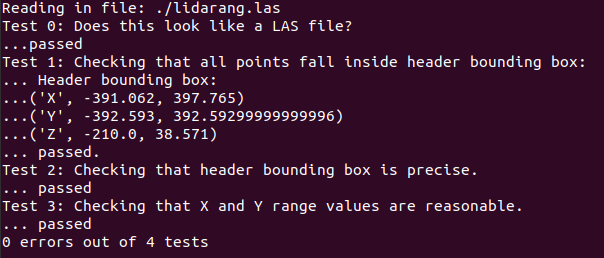 Reading in file: ./lidarang.las
Test 0: Does this look like a LAS file?
...passed
Test 1: Checking that all points fall inside header bounding box:
... Header bounding box:
...('X', -391.062, 397.765)
...('Y', -392.593, 392.59299999999996)
...('Z', -210.0, 38.571)
... passed.
Test 2: Checking that header bounding box is precise.
... passed
Test 3: Checking that X and Y range values are reasonable.
... passed
0 errors out of 4 tests